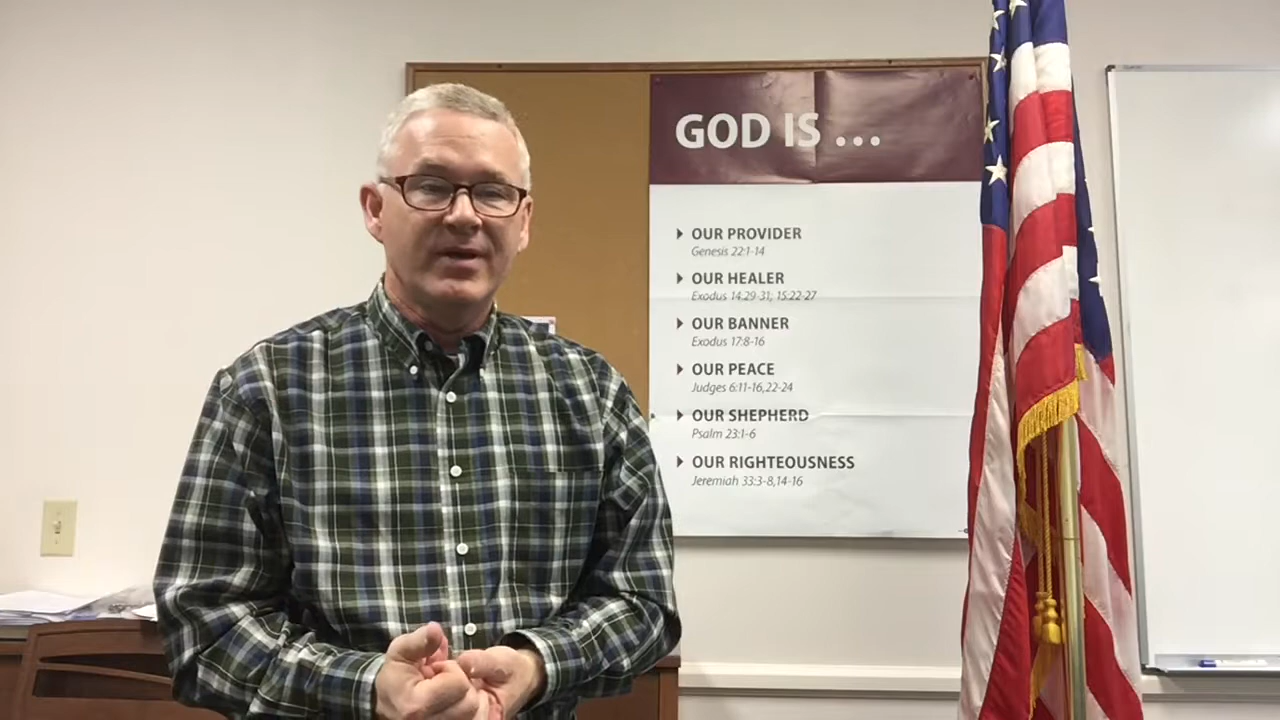 GOD IS ...
OUR PROVIDER
Genesis 22:1-14
OUR HEALER
Exodus 14:29-31; 15:22-27
OUR BANNER
Exodus 17:8-16
OUR PEACE
Judges 6:11-16,22-24
OUR SHEPHERD
Psalm 23:1-6
OUR RIGHTEOUSNESS
Jeremiah 33:3-8,14-16